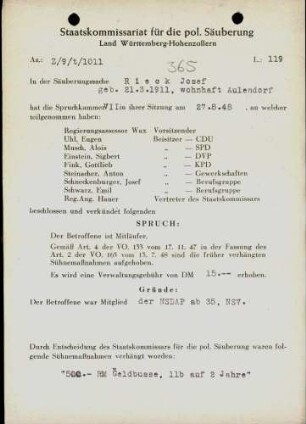 Staatskommissariat für die pol. Säuberung
Land Württemberg-Hohenzollern
Az.: Z/9/t/1011
L.: 119
365
In der Säuberungssache R i e c k Josef
geb. 21.3.1911, wohnhaft Aulendorf
hat die Spruchkammer VII in ihrer Sitzung am 27.8.48 , an welcher
teilgenommen haben:
Regierungsassessor Wax Vorsitzender
Uhl, Eugen Beisitzer — CDU
Musch, Alois „ — SPD
Einstein, Sigbert „ — DVP
Fink, Gottlieb „ — KPD
Steinacher, Anton „ — Gewerkschaften
Schneckenburger, Josef „ — Berufsgruppe
Schwarz, Emil „ — Berufsgruppe
Reg.Ang. Hauer Vertreter des Staatskommissars
beschlossen und verkündet folgenden
SPRUCH:
Der Betroffene ist Mitläufer.
Gemäß Art. 4 der VO. 133 vom 17. 11. 47 in der Fassung des
Art. 2 der VO. 165 vom 13. 7. 48 sind die früher verhängten
Sühnemaßnahmen aufgehoben.
Es wird eine Verwaltungsgebühr von DM 15.-- erhoben.
Gründe:
Der Betroffene war Mitglied der NSDAP ab 35, NSV.
Durch Entscheidung des Staatskommissars für die pol. Säuberung waren fol-
gende Sühnemaßnahmen verhängt worden:
"500.- RM Geldbusse, 11b auf 2 Jahre"